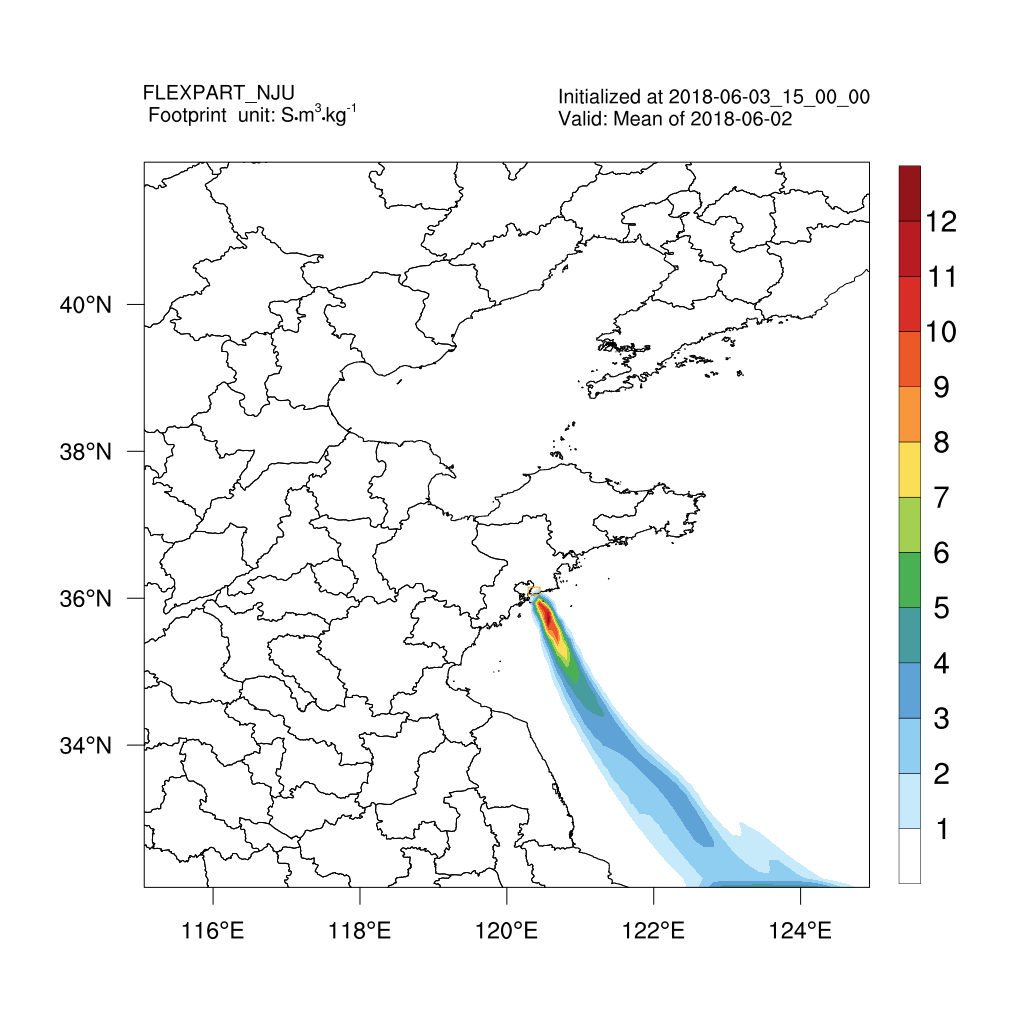 FLEXPART_NJU
Footprint unit: S•m³•kg⁻¹
Initialized at 2018-06-03_15_00_00
Valid: Mean of 2018-06-02
40°N
38°N
36°N
34°N
116°E
118°E
120°E
122°E
124°E
12
11
10
9
8
7
6
5
4
3
2
1